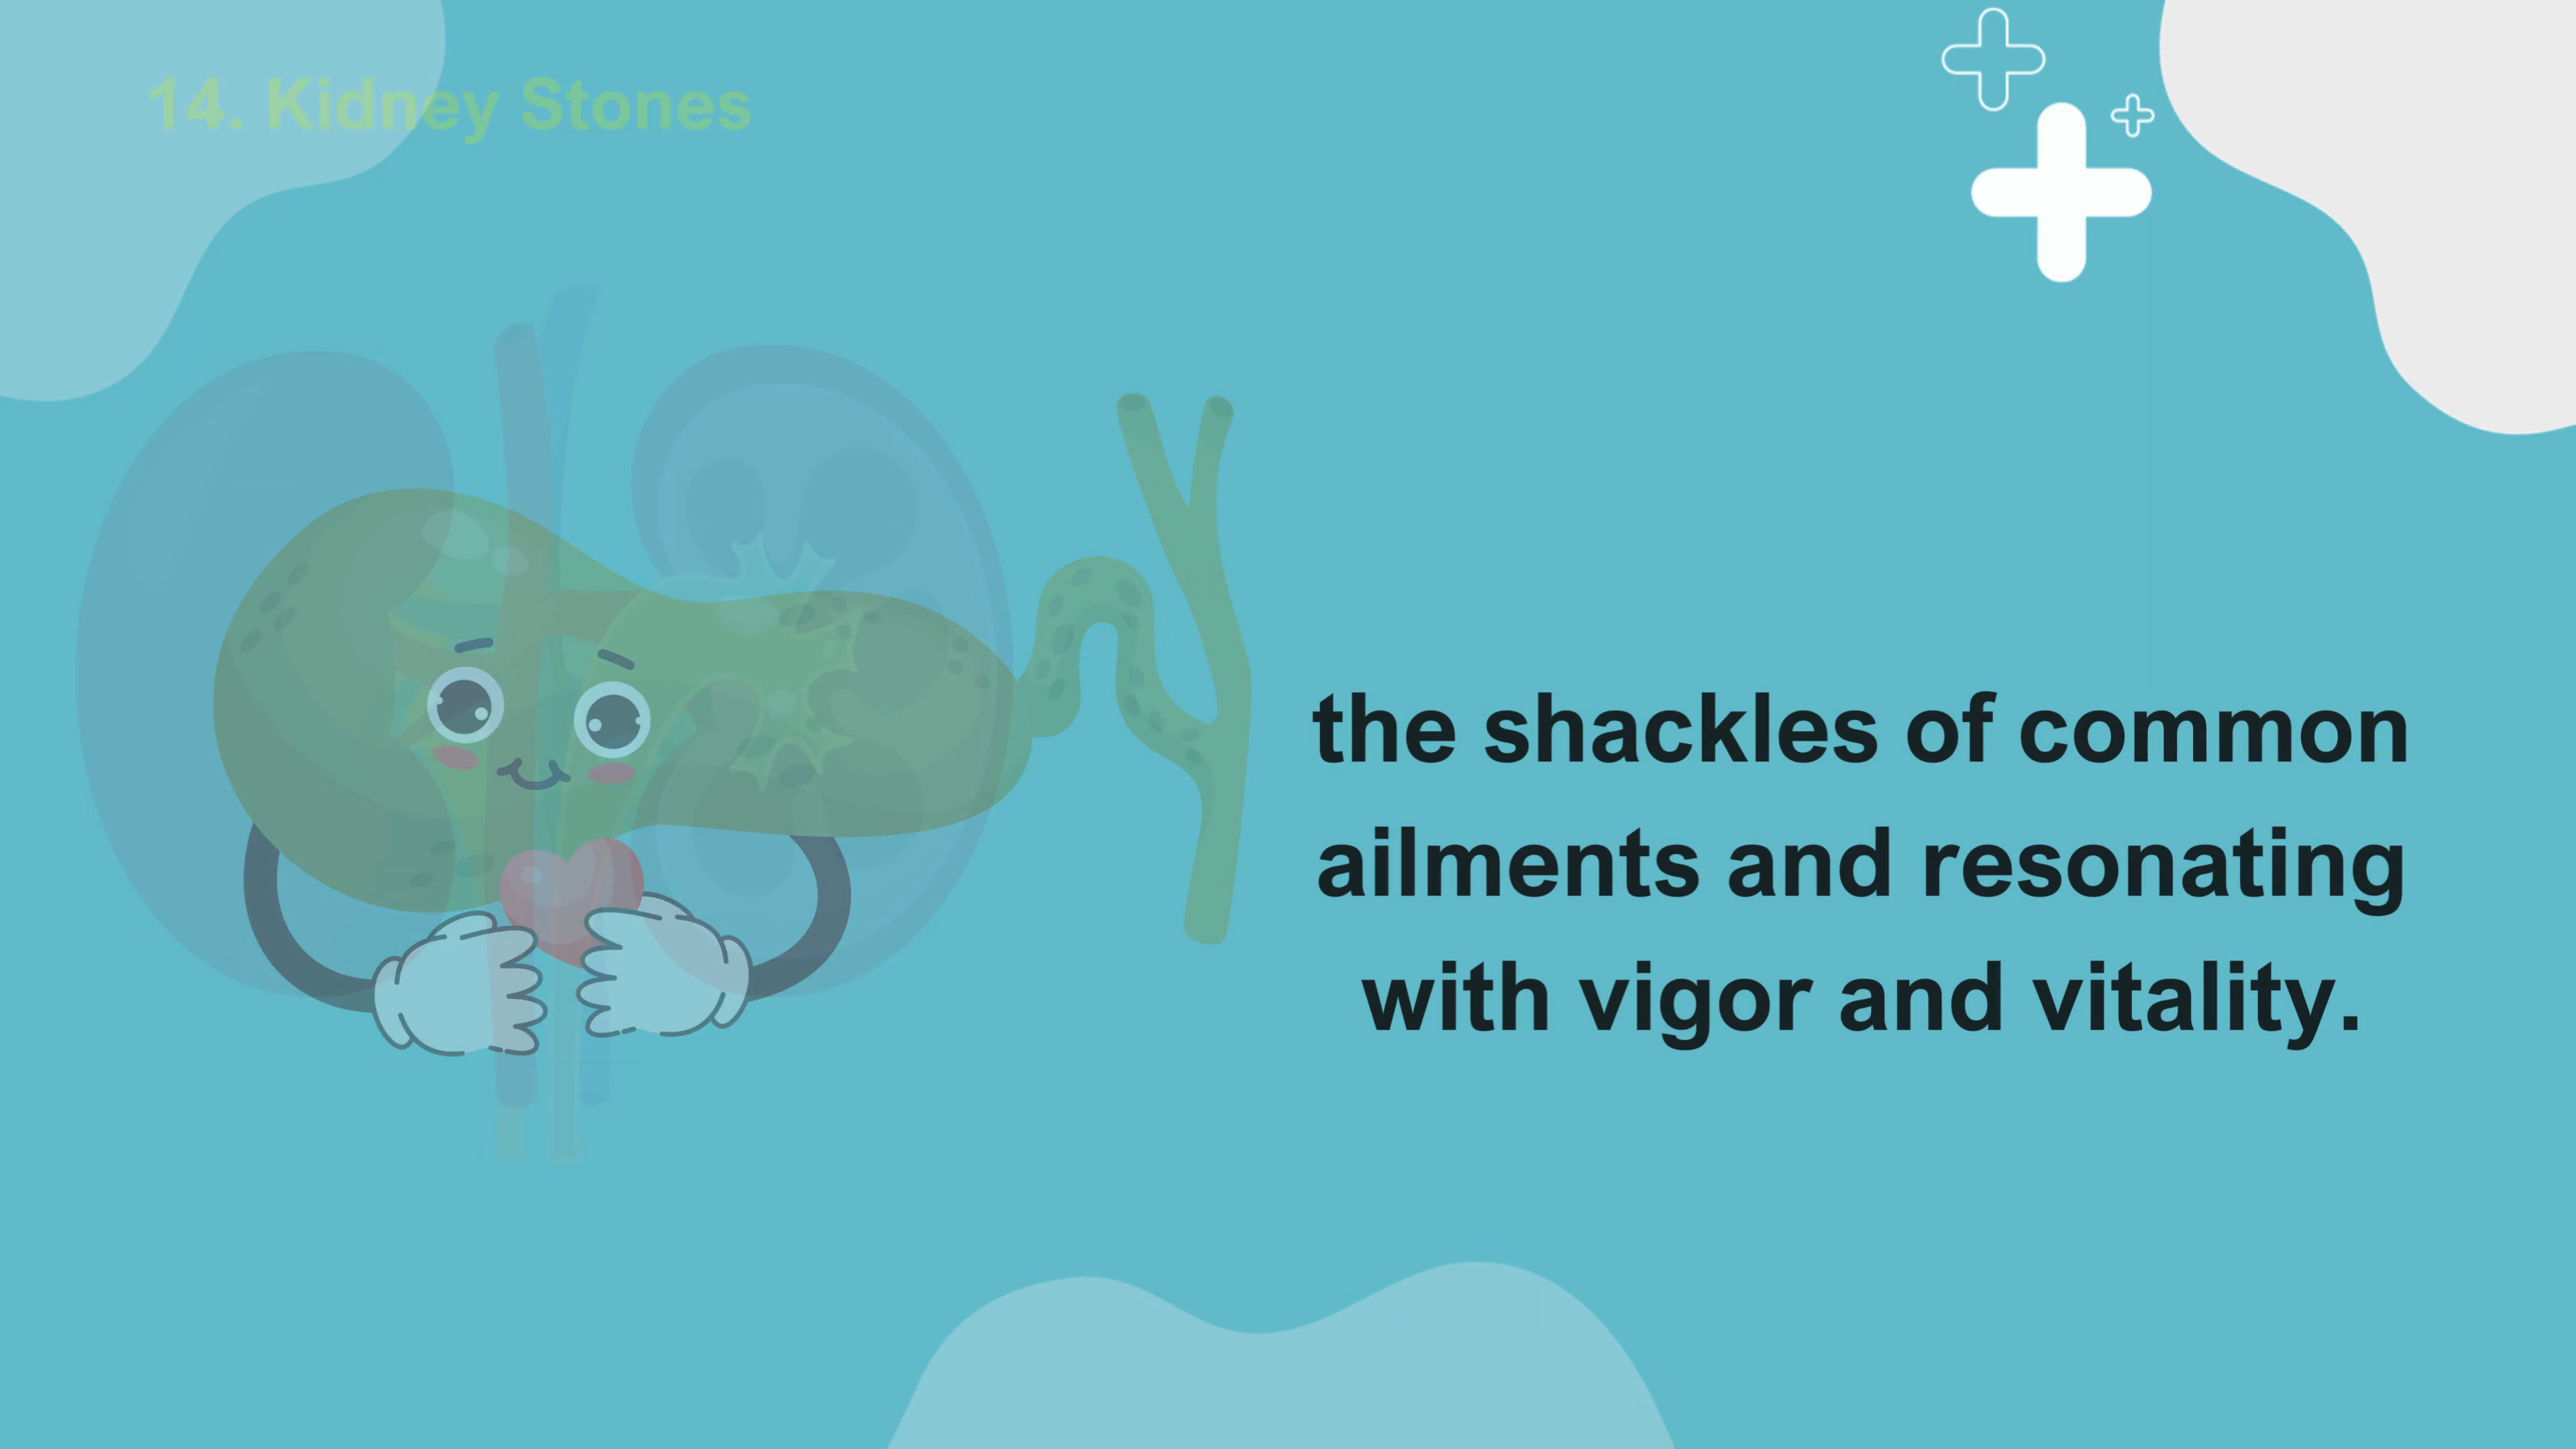 14. Kidney Stones
the shackles of common
ailments and resonating
with vigor and vitality.